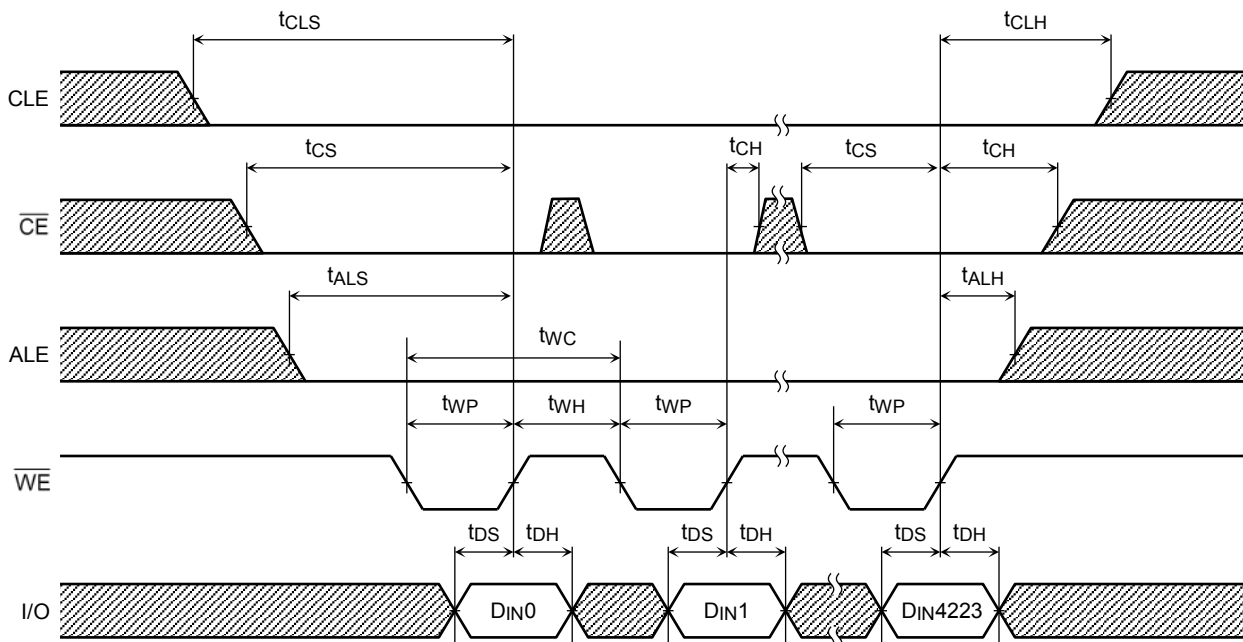 tCLS tCLH
CLE
tCS tCH tCS tCH
CE
tALS tALH
ALE
tWC
tWP tWH tWP tWP
WE
tDS tDH tDS tDH tDS tDH
I/O DIN0 DIN1 DIN4223